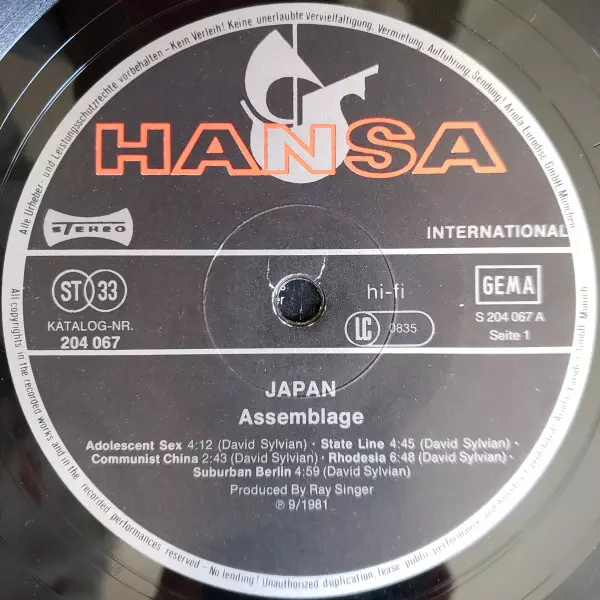 Alle Urheber- und Leistungsschutzrechte vorbehalten - Kein Verleih! Keine unerlaubte Vervielfältigung, Vermietung, Aufführung, Sendung! Ariola-Eurodisc GmbH, München
HANSA
STEREO
INTERNATIONAL
ST 33
hi-fi
GEMA
KATALOG-NR.
204 067
LC 0835
S 204 067 A
Seite 1
JAPAN
Assemblage
Adolescent Sex 4:12 (David Sylvian) · State Line 4:45 (David Sylvian) ·
Communist China 2:43 (David Sylvian) · Rhodesia 6:48 (David Sylvian) ·
Suburban Berlin 4:59 (David Sylvian)
Produced By Ray Singer
℗ 9/1981
All copyrights in the recorded works and in the recorded performances reserved - No lending! Unauthorized duplication, lease, public performance and